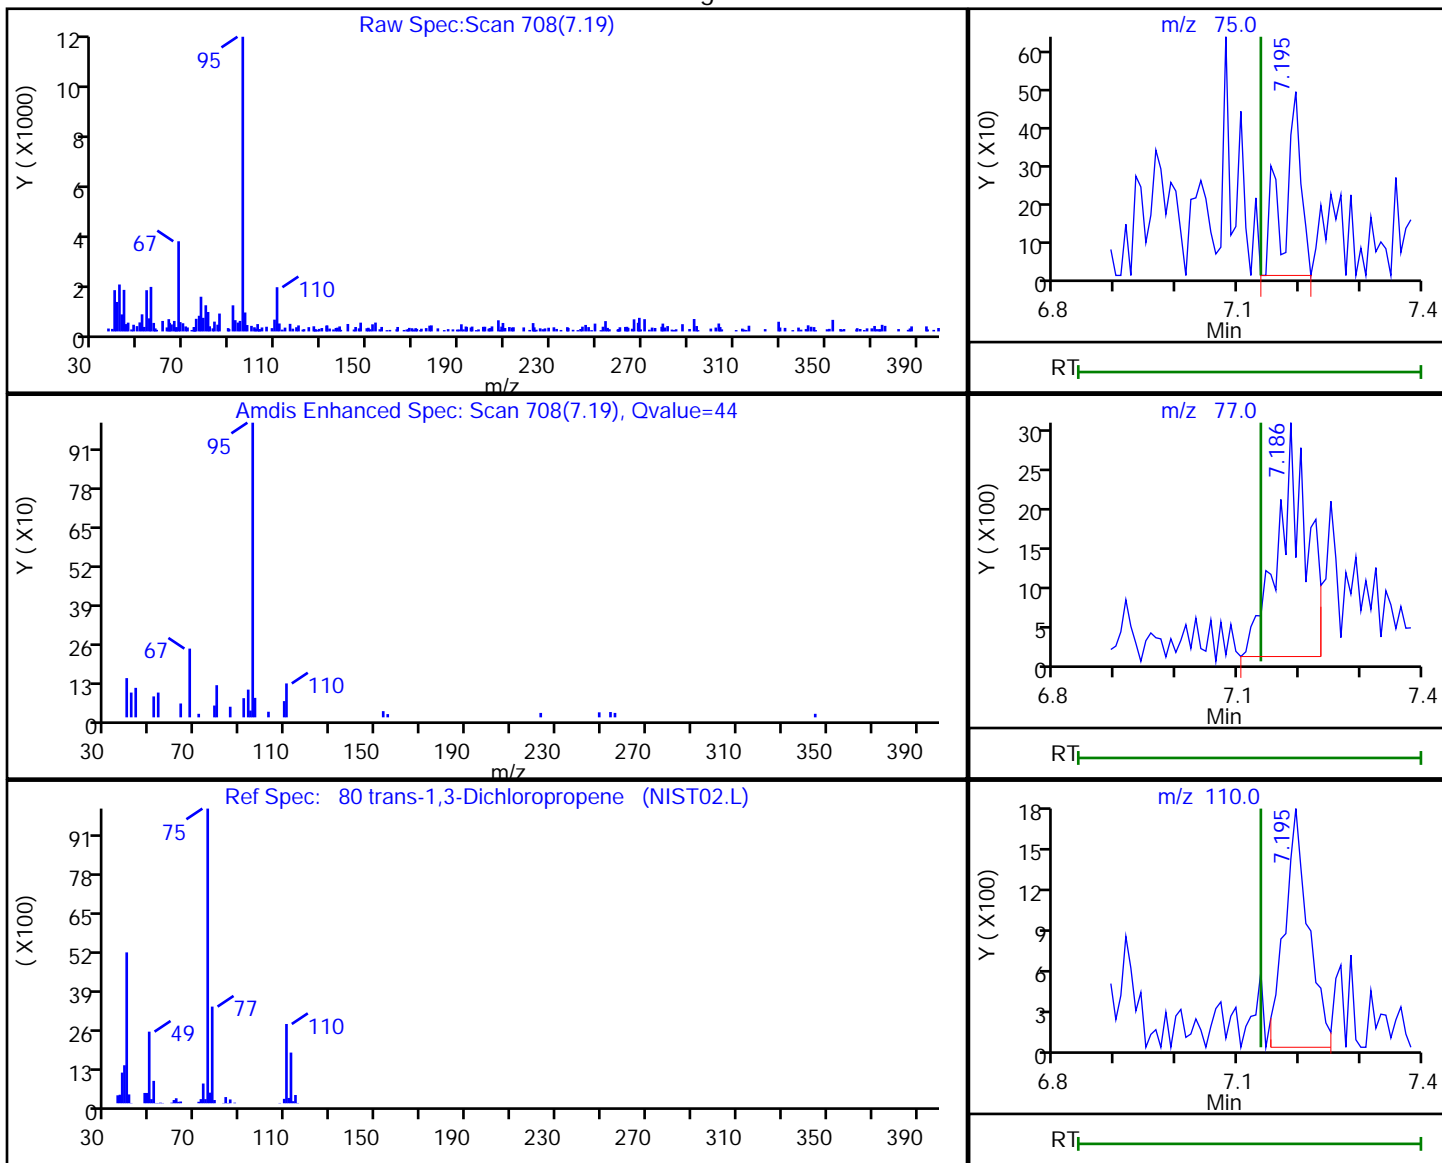 Raw Spec:Scan 708(7.19)
Y ( X1000)
12
10
8
6
4
2
0
95
67
110
30 70 110 150 190 230 270 310 350 390
m/z
m/z 75.0
Y ( X10)
60
50
40
30
20
10
0
7.195
6.8 7.1 7.4
Min
RT
Amdis Enhanced Spec: Scan 708(7.19), Qvalue=44
Y ( X10)
91
78
65
52
39
26
13
0
95
67
110
30 70 110 150 190 230 270 310 350 390
m/z
m/z 77.0
Y ( X100)
30
25
20
15
10
5
0
7.186
6.8 7.1 7.4
Min
RT
Ref Spec: 80 trans-1,3-Dichloropropene (NIST02.L)
( X100)
91
78
65
52
39
26
13
0
75
77
49
110
30 70 110 150 190 230 270 310 350 390
m/z 110.0
Y ( X100)
18
15
12
9
6
3
0
7.195
6.8 7.1 7.4
Min
RT